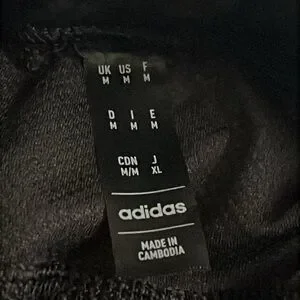 UK US F
M M M
D I E
M M M
CDN J
M/M XL
adidas
MADE IN
CAMBODIA